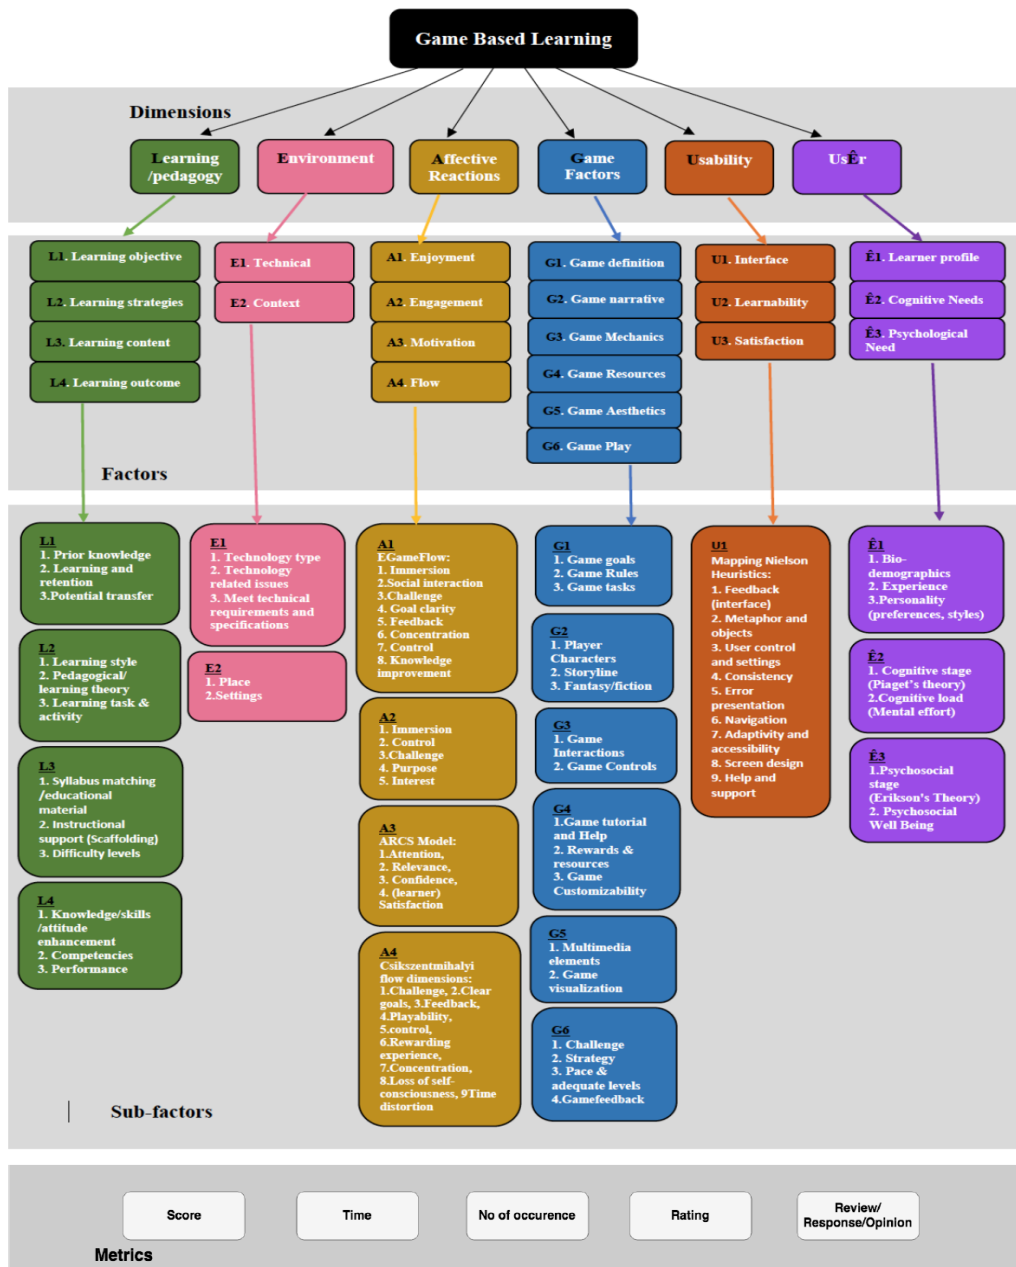 Game Based Learning
Dimensions
Learning
/pedagogy
Environment
Affective
Reactions
Game
Factors
Usability
UsÊr
L1. Learning objective
L2. Learning strategies
L3. Learning content
L4. Learning outcome
E1. Technical
E2. Context
A1. Enjoyment
A2. Engagement
A3. Motivation
A4. Flow
G1. Game definition
G2. Game narrative
G3. Game Mechanics
G4. Game Resources
G5. Game Aesthetics
G6. Game Play
U1. Interface
U2. Learnability
U3. Satisfaction
Ê1. Learner profile
Ê2. Cognitive Needs
Ê3. Psychological
Need
Factors
L1
1. Prior knowledge
2. Learning and
retention
3.Potential transfer
L2
1. Learning style
2. Pedagogical/
learning theory
3. Learning task &
activity
L3
1. Syllabus matching
/educational
material
2. Instructional
support (Scaffolding)
3. Difficulty levels
L4
1. Knowledge/skills
/attitude
enhancement
2. Competencies
3. Performance
E1
1. Technology type
2. Technology
related issues
3. Meet technical
requirements and
specifications
E2
1. Place
2.Settings
A1
EGameFlow:
1. Immersion
2.Social interaction
3.Challenge
4. Goal clarity
5. Feedback
6. Concentration
7. Control
8. Knowledge
improvement
A2
1. Immersion
2. Control
3.Challenge
4. Purpose
5. Interest
A3
ARCS Model:
1.Attention,
2. Relevance,
3. Confidence,
4. (learner)
Satisfaction
A4
Csikszentmihalyi
flow dimensions:
1.Challenge, 2.Clear
goals, 3.Feedback,
4.Playability,
5.control,
6.Rewarding
experience,
7.Concentration,
8.Loss of self-
consciousness, 9Time
distortion
G1
1. Game goals
2. Game Rules
3. Game tasks
G2
1. Player
Characters
2. Storyline
3. Fantasy/fiction
G3
1. Game
Interactions
2. Game Controls
G4
1.Game tutorial
and Help
2. Rewards &
resources
3. Game
Customizability
G5
1. Multimedia
elements
2. Game
visualization
G6
1. Challenge
2. Strategy
3. Pace &
adequate levels
4.Gamefeedback
U1
Mapping Nielson
Heuristics:
1. Feedback
(interface)
2. Metaphor and
objects
3. User control
and settings
4. Consistency
5. Error
presentation
6. Navigation
7. Adaptivity and
accessibility
8. Screen design
9. Help and
support
Ê1
1. Bio-
demographics
2. Experience
3.Personality
(preferences, styles)
Ê2
1. Cognitive stage
(Piaget's theory)
2.Cognitive load
(Mental effort)
Ê3
1.Psychosocial
stage
(Erikson's Theory)
2. Psychosocial
Well Being
Sub-factors
Score
Time
No of occurence
Rating
Review/
Response/Opinion
Metrics